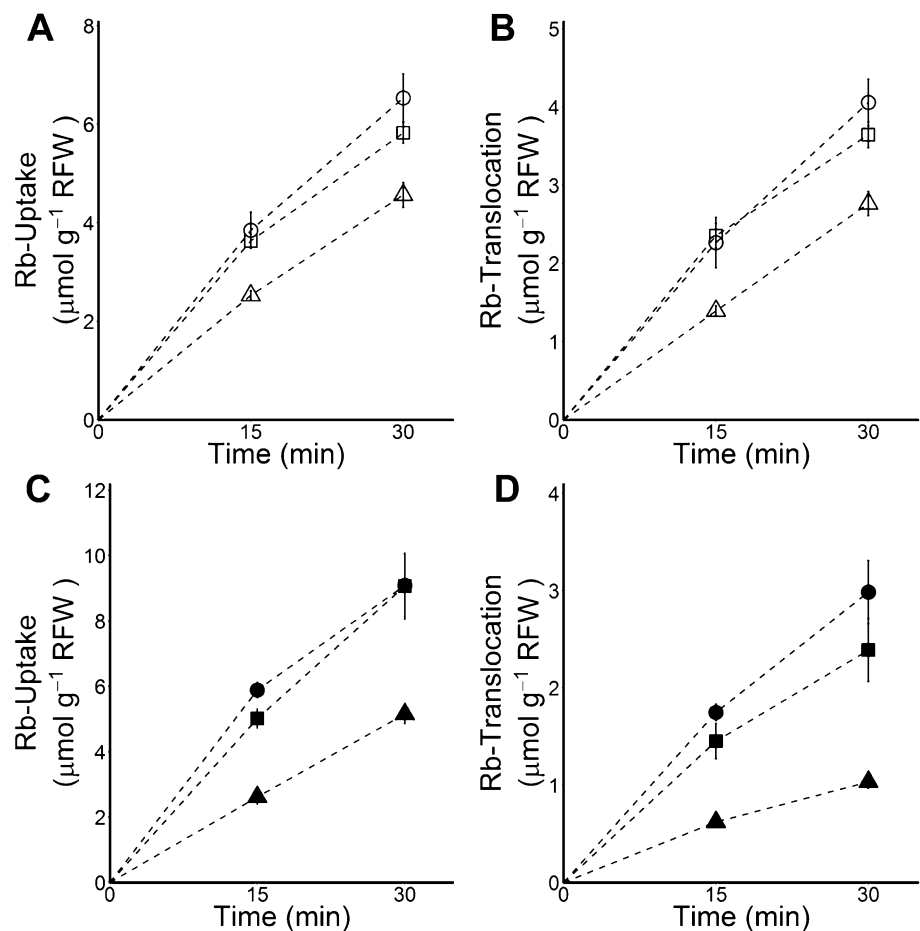 A
Rb-Uptake
(μmol g⁻¹ RFW )
8
6
4
2
0
0 15 30
Time (min)
B
Rb-Translocation
(μmol g⁻¹ RFW )
5
4
3
2
1
0
0 15 30
Time (min)
C
Rb-Uptake
(μmol g⁻¹ RFW )
12
10
8
6
4
2
0
0 15 30
Time (min)
D
Rb-Translocation
(μmol g⁻¹ RFW )
4
3
2
1
0
0 15 30
Time (min)